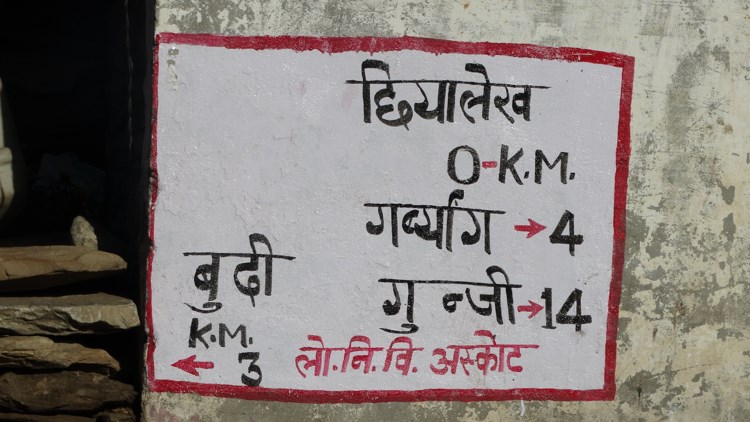 छियालेख
0-K.M.
गर्ब्यांग → 4
गुन्जी → 14
बुदी
K.M.
← 3
लो.नि.वि. अस्कोट